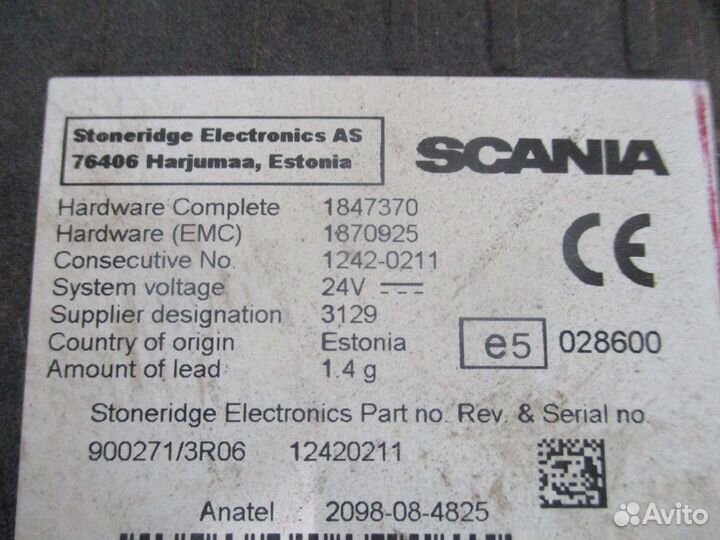 Stoneridge Electronics AS
76406 Harjumaa, Estonia
SCANIA
Hardware Complete 1847370
Hardware (EMC) 1870925
Consecutive No. 1242-0211
System voltage 24V
Supplier designation 3129
Country of origin Estonia
Amount of lead 1.4 g
CE
e5 028600
Stoneridge Electronics Part no. Rev. & Serial no.
900271/3R06 12420211
Anatel 2098-08-4825
Avito